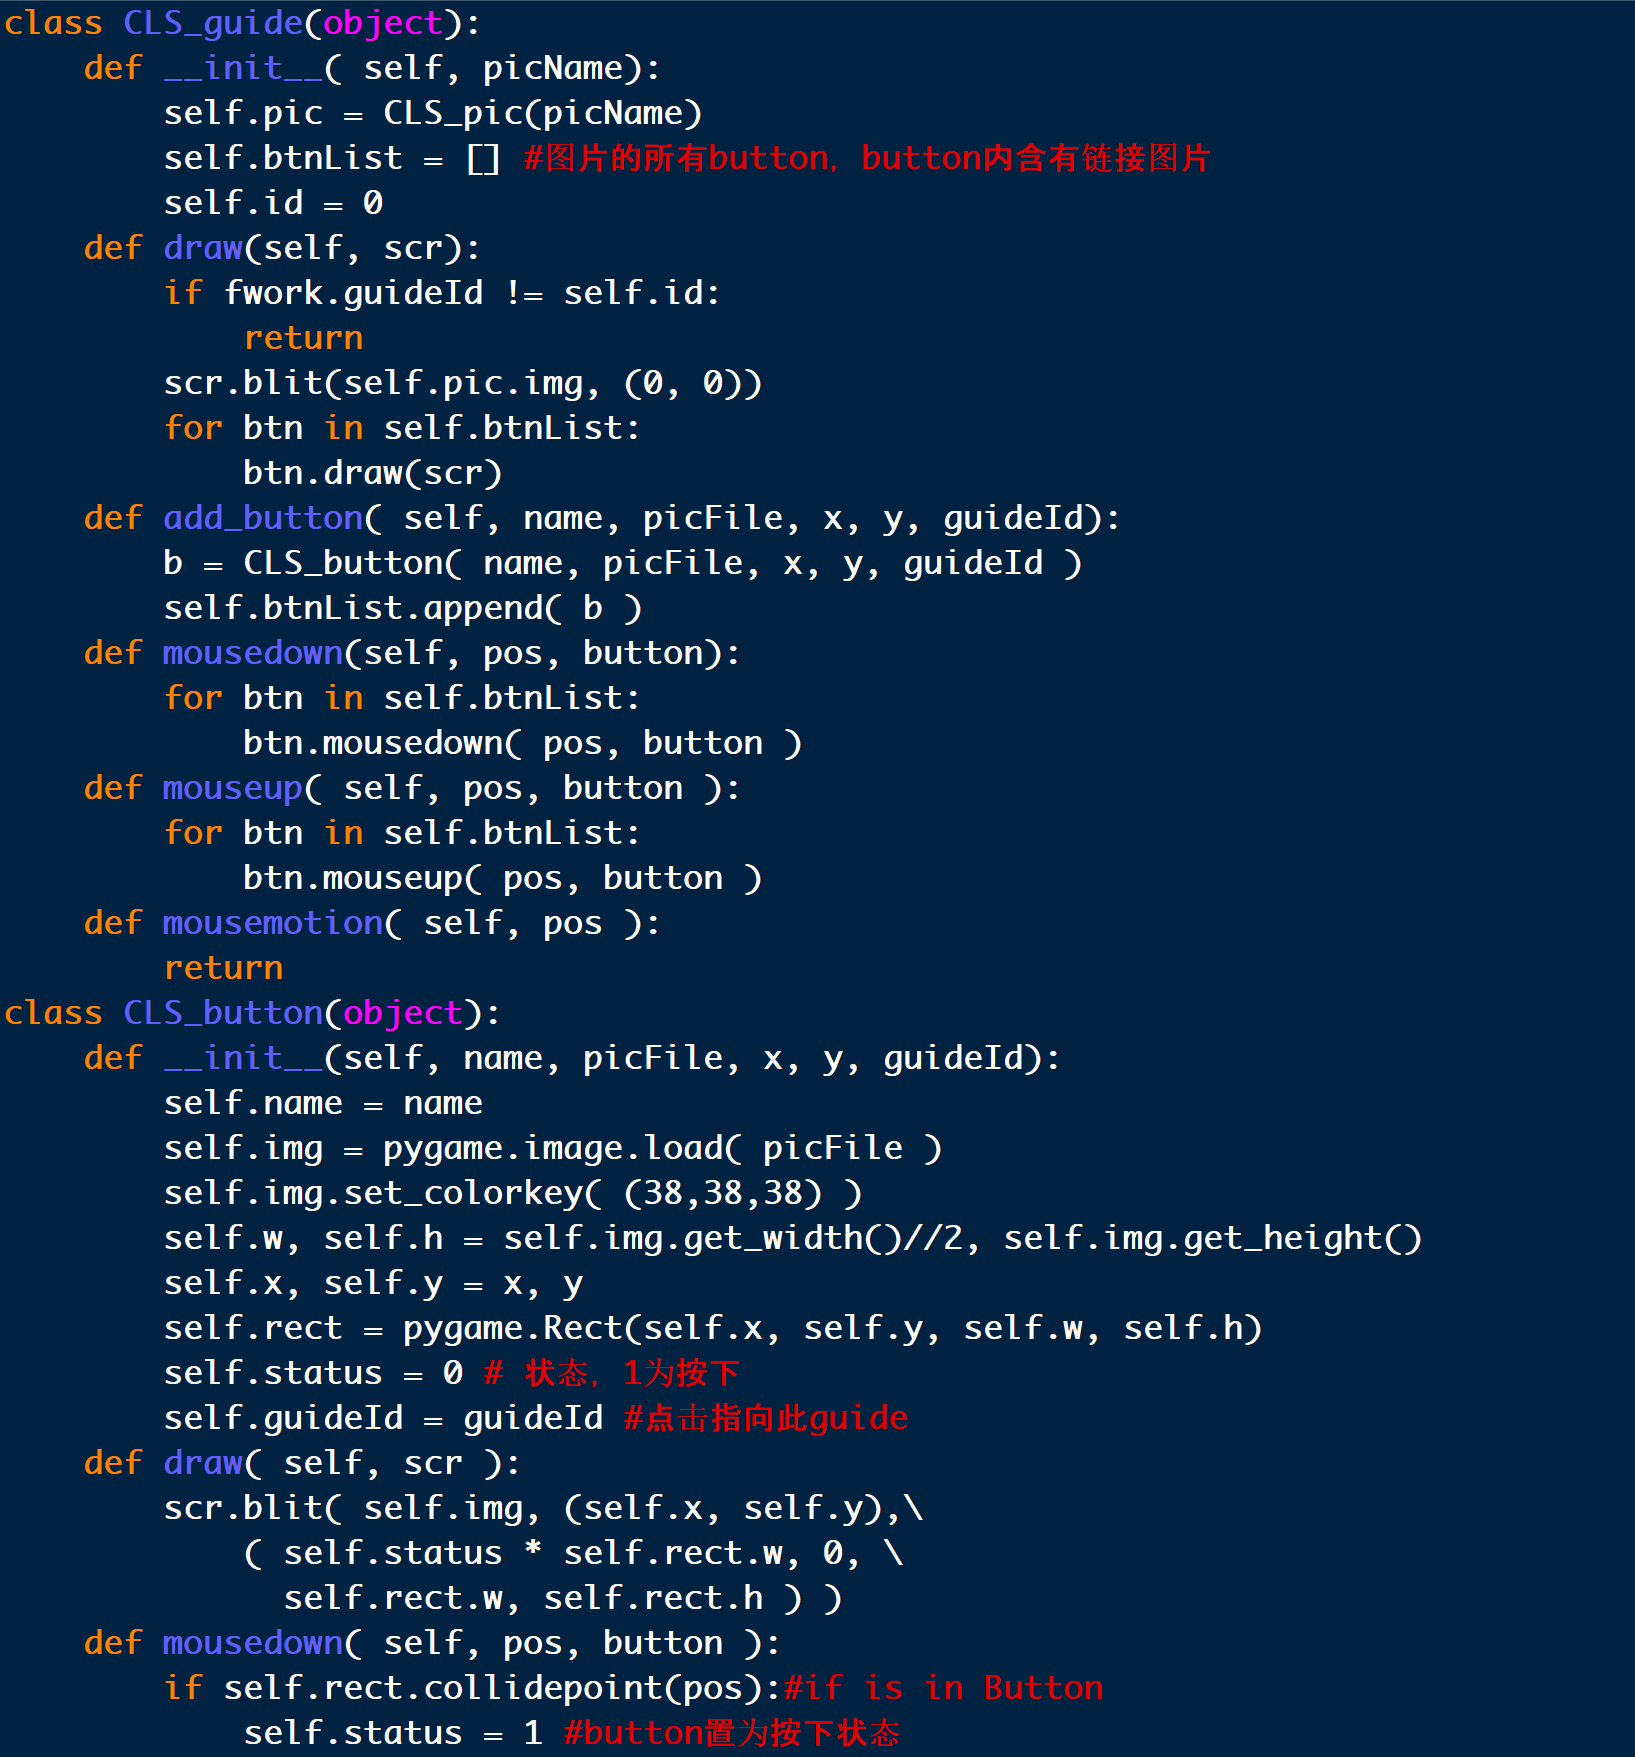 class CLS_guide(object):
    def __init__( self, picName):
        self.pic = CLS_pic(picName)
        self.btnList = [] #图片的所有button，button内含有链接图片
        self.id = 0
    def draw(self, scr):
        if fwork.guideId != self.id:
            return
        scr.blit(self.pic.img, (0, 0))
        for btn in self.btnList:
            btn.draw(scr)
    def add_button( self, name, picFile, x, y, guideId):
        b = CLS_button( name, picFile, x, y, guideId )
        self.btnList.append( b )
    def mousedown(self, pos, button):
        for btn in self.btnList:
            btn.mousedown( pos, button )
    def mouseup( self, pos, button ):
        for btn in self.btnList:
            btn.mouseup( pos, button )
    def mousemotion( self, pos ):
        return
class CLS_button(object):
    def __init__(self, name, picFile, x, y, guideId):
        self.name = name
        self.img = pygame.image.load( picFile )
        self.img.set_colorkey( (38,38,38) )
        self.w, self.h = self.img.get_width()//2, self.img.get_height()
        self.x, self.y = x, y
        self.rect = pygame.Rect(self.x, self.y, self.w, self.h)
        self.status = 0 # 状态，1为按下
        self.guideId = guideId #点击指向此guide
    def draw( self, scr ):
        scr.blit( self.img, (self.x, self.y),\
            ( self.status * self.rect.w, 0, \
              self.rect.w, self.rect.h ) )
    def mousedown( self, pos, button ):
        if self.rect.collidepoint(pos):#if is in Button
            self.status = 1 #button置为按下状态